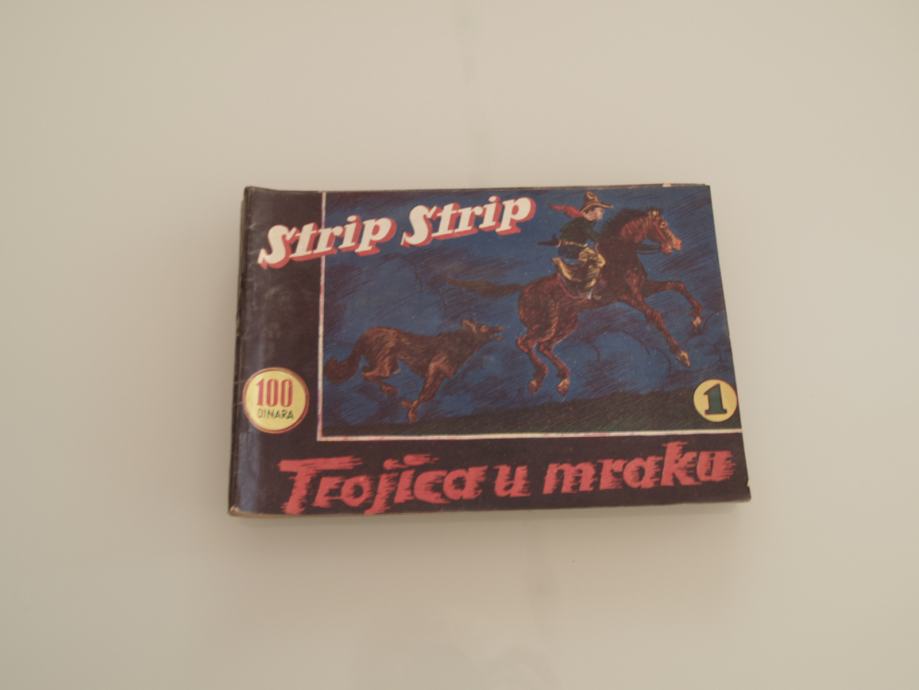 Strip Strip
100
DINARA
1
Trojica u mraku